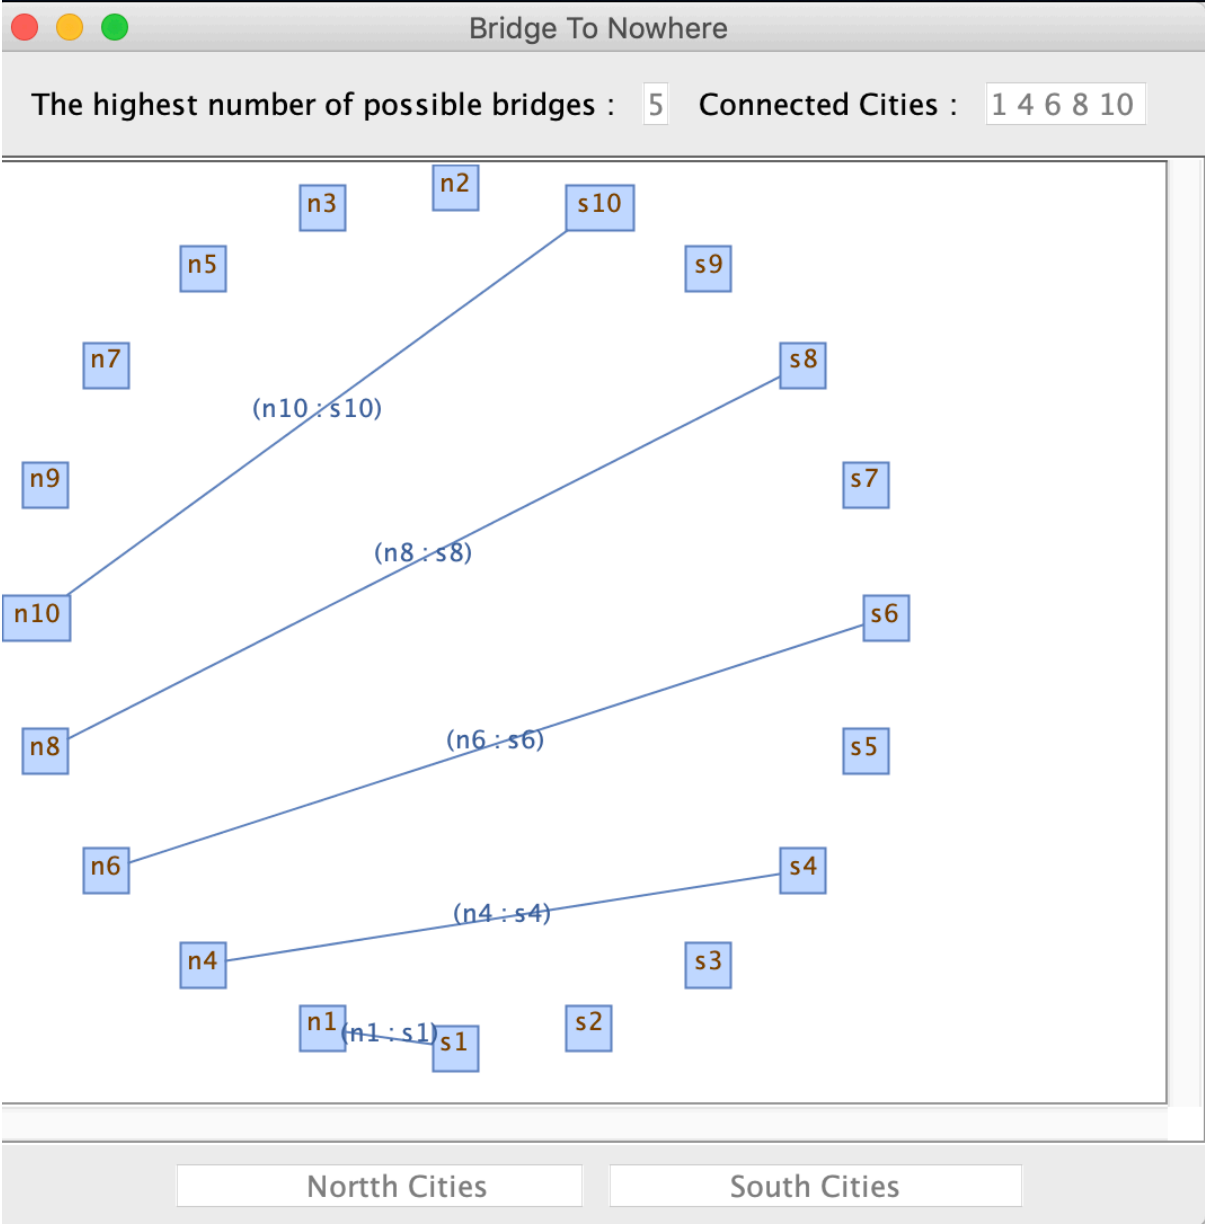 Bridge To Nowhere
The highest number of possible bridges : 5 Connected Cities : 1 4 6 8 10
n2
n3 s10
n5 s9
n7 s8
(n10 : s10)
n9 s7
(n8 : s8)
n10 s6
(n6 : s6)
n8 s5
n6 s4
(n4 : s4)
n4 s3
n1 (n1 : s1) s1 s2
Nortth Cities South Cities